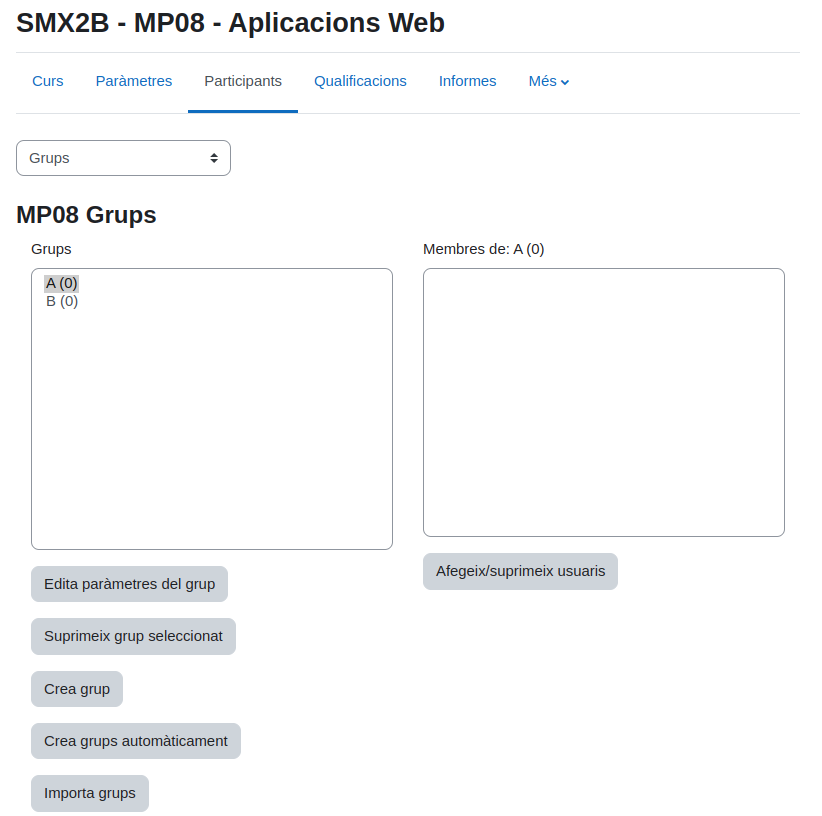 SMX2B - MP08 - Aplicacions Web
Curs Paràmetres Participants Qualificacions Informes Més
Grups
MP08 Grups
Grups
A (0)
B (0)
Edita paràmetres del grup
Suprimeix grup seleccionat
Crea grup
Crea grups automàticament
Importa grups
Membres de: A (0)
Afegeix/suprimeix usuaris